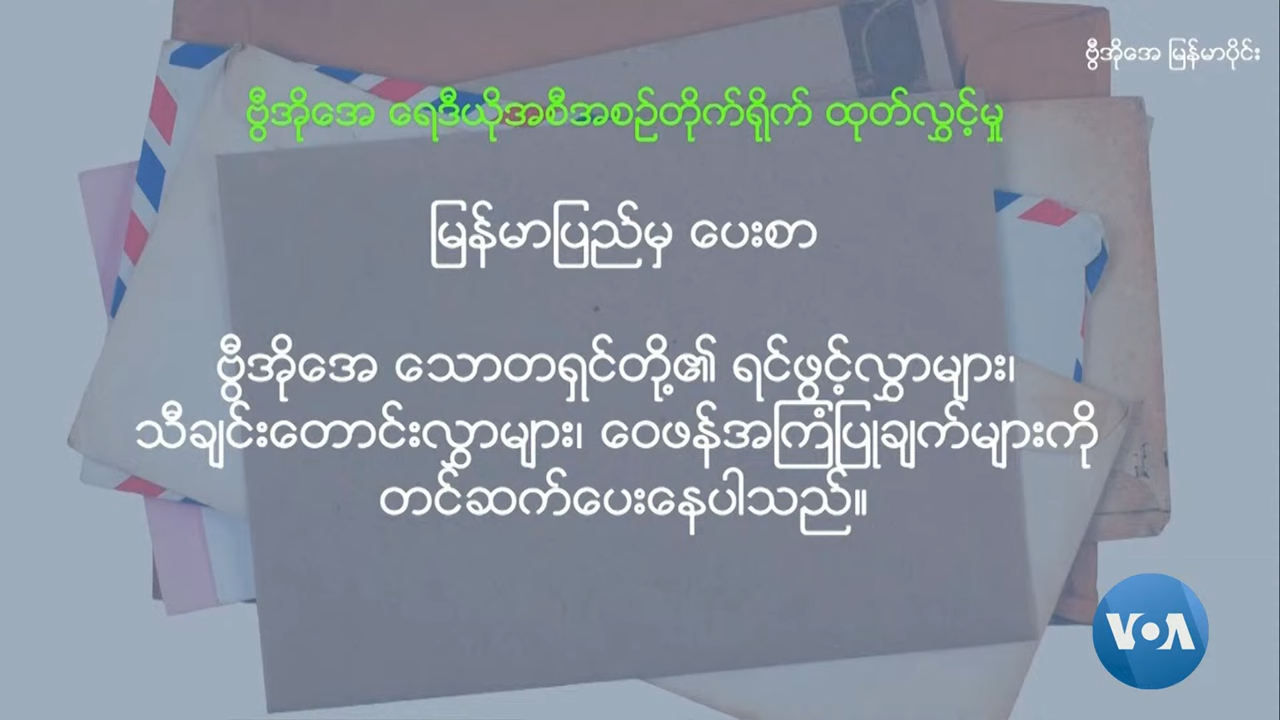 ဗွီအိုအေ မြန်မာပိုင်း
ဗွီအိုအေ ရေဒီယိုအစီအစဉ်တိုက်ရိုက် ထုတ်လွှင့်မှု
မြန်မာပြည်မှ ပေးစာ
ဗွီအိုအေ သောတရှင်တို့၏ ရင်ဖွင့်လွှာများ၊
သီချင်းတောင်းလွှာများ၊ ဝေဖန်အကြံပြုချက်များကို
တင်ဆက်ပေးနေပါသည်။
VOA